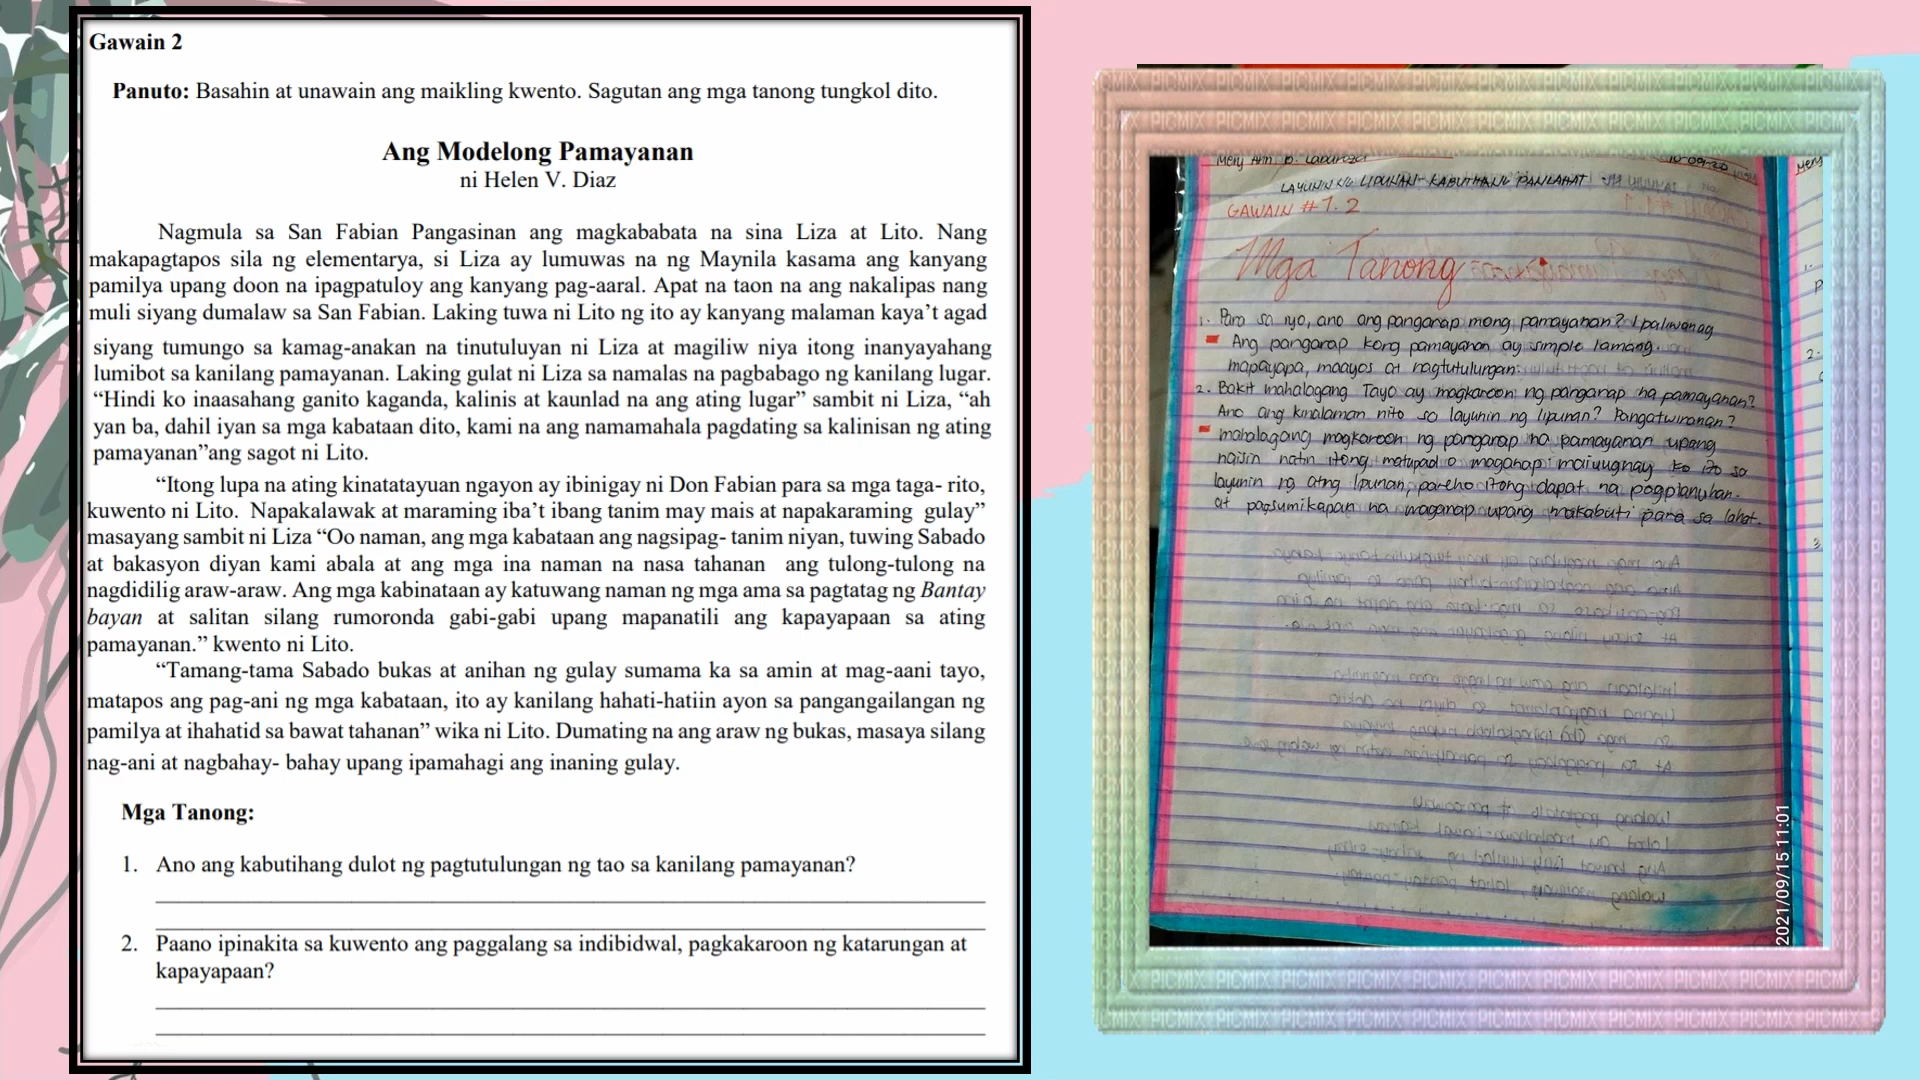 Gawain 2
Panuto: Basahin at unawain ang maikling kwento. Sagutan ang mga tanong tungkol dito.
Ang Modelong Pamayanan
ni Helen V. Diaz
Nagmula sa San Fabian Pangasinan ang magkababata na sina Liza at Lito. Nang
makapagtapos sila ng elementarya, si Liza ay lumuwas na ng Maynila kasama ang kanyang
pamilya upang doon na ipagpatuloy ang kanyang pag-aaral. Apat na taon na ang nakalipas nang
muli siyang dumalaw sa San Fabian. Laking tuwa ni Lito ng ito ay kanyang malaman kaya’t agad
siyang tumungo sa kamag-anakan na tinutuluyan ni Liza at magiliw niya itong inanyayahang
lumibot sa kanilang pamayanan. Laking gulat ni Liza sa namalas na pagbabago ng kanilang lugar.
“Hindi ko inaasahang ganito kaganda, kalinis at kaunlad na ang ating lugar” sambit ni Liza, “ah
yan ba, dahil iyan sa mga kabataan dito, kami na ang namamahala pagdating sa kalinisan ng ating
pamayanan”ang sagot ni Lito.
“Itong lupa na ating kinatatayuan ngayon ay ibinigay ni Don Fabian para sa mga taga- rito,
kuwento ni Lito. Napakalawak at maraming iba’t ibang tanim may mais at napakaraming gulay”
masayang sambit ni Liza “Oo naman, ang mga kabataan ang nagsipag- tanim niyan, tuwing Sabado
at bakasyon diyan kami abala at ang mga ina naman na nasa tahanan ang tulong-tulong na
nagdidilig araw-araw. Ang mga kabinataan ay katuwang naman ng mga ama sa pagtatag ng Bantay
bayan at salitan silang rumoronda gabi-gabi upang mapanatili ang kapayapaan sa ating
pamayanan.” kwento ni Lito.
“Tamang-tama Sabado bukas at anihan ng gulay sumama ka sa amin at mag-aani tayo,
matapos ang pag-ani ng mga kabataan, ito ay kanilang hahati-hatiin ayon sa pangangailangan ng
pamilya at ihahatid sa bawat tahanan” wika ni Lito. Dumating na ang araw ng bukas, masaya silang
nag-ani at nagbahay- bahay upang ipamahagi ang inaning gulay.
Mga Tanong:
1. Ano ang kabutihang dulot ng pagtutulungan ng tao sa kanilang pamayanan?
2. Paano ipinakita sa kuwento ang paggalang sa indibidwal, pagkakaroon ng katarungan at
kapayapaan?
10-09-20
LAYUNIN NG LIPUNAN- KABUTIHANG PANLAHAT
GAWAIN #1.2
Mga Tanong
1. Para sa iyo, ano ang pangarap mong pamayanan? Ipaliwanag
Ang pangarap kong pamayanan ay simple lamang.
mapayapa, maayos at nagtutulungan.
2. Bakit mahalagang Tayo ay magkaroon ng pangarap na pamayanan?
Ano ang kinalaman nito sa layunin ng lipunan? Pangatwiranan?
mahalagang magkaroon ng pangarap na pamayanan upang
naisin natin itong matupad o maganap. maiuugnay ko ito sa
layunin ng ating lipunan, pareho itong dapat na pagplanuhan.
at pagsumikapan na maganap upang makabuti para sa lahat.
2021/09/15 11:01